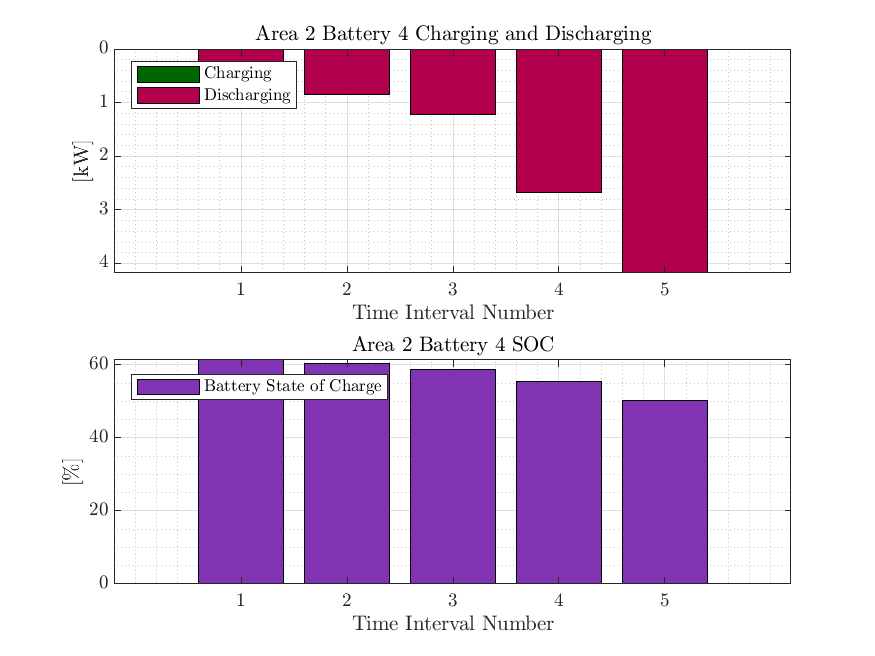 Area 2 Battery 4 Charging and Discharging
0
1
2
3
4
[kW]
Charging
Discharging
1 2 3 4 5
Time Interval Number
Area 2 Battery 4 SOC
60
40
20
0
[%]
Battery State of Charge
1 2 3 4 5
Time Interval Number